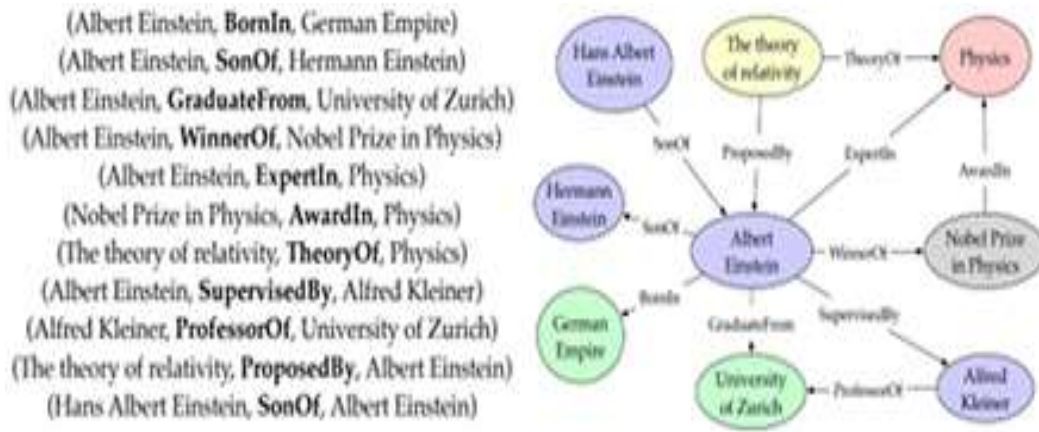 (Albert Einstein, BornIn, German Empire)
(Albert Einstein, SonOf, Hermann Einstein)
(Albert Einstein, GraduateFrom, University of Zurich)
(Albert Einstein, WinnerOf, Nobel Prize in Physics)
(Albert Einstein, ExpertIn, Physics)
(Nobel Prize in Physics, AwardIn, Physics)
(The theory of relativity, TheoryOf, Physics)
(Albert Einstein, SupervisedBy, Alfred Kleiner)
(Alfred Kleiner, ProfessorOf, University of Zurich)
(The theory of relativity, ProposedBy, Albert Einstein)
(Hans Albert Einstein, SonOf, Albert Einstein)
Hans Albert
Einstein
The theory
of relativity
TheoryOf
Physics
SonOf
ProposedBy
ExpertIn
AwardIn
Hermann
Einstein
SonOf
Albert
Einstein
WinnerOf
Nobel Prize
in Physics
BornIn
German
Empire
GraduateFrom
SupervisedBy
University
of Zurich
ProfessorOf
Alfred
Kleiner